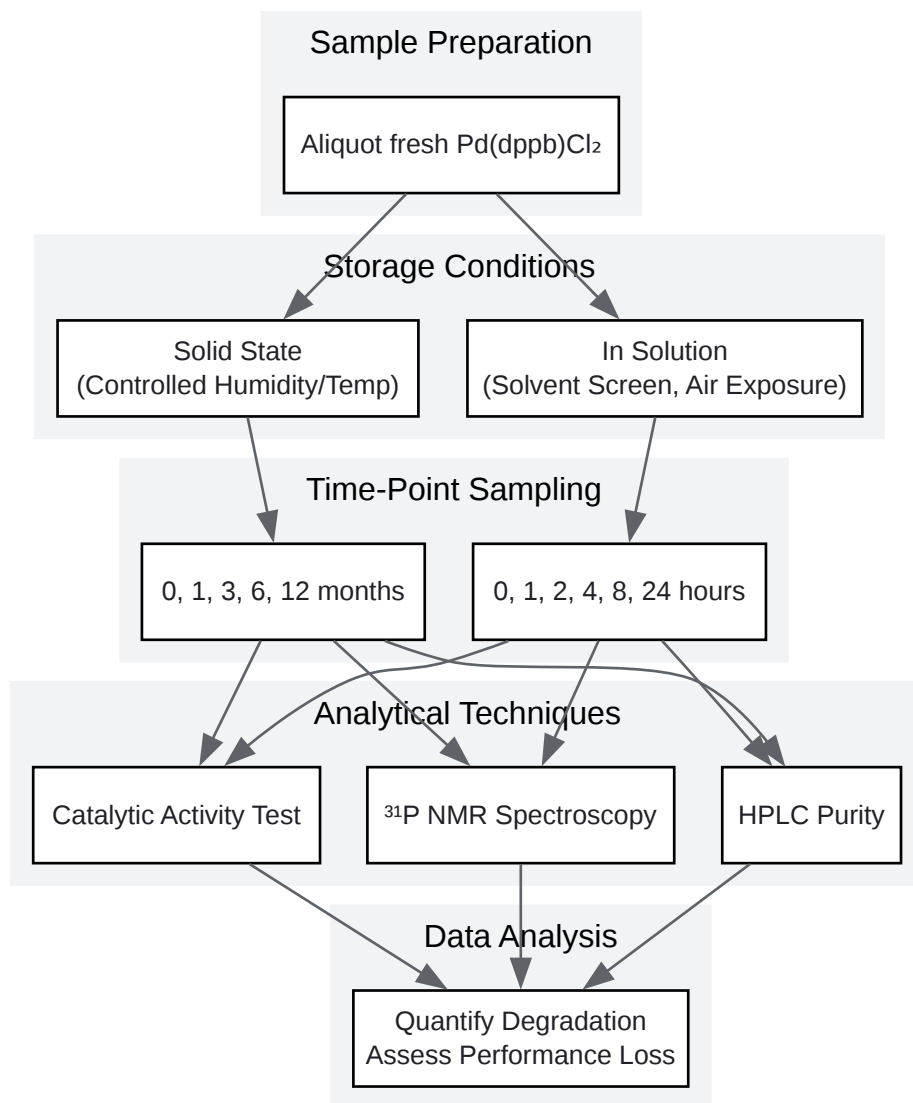 Sample Preparation
Aliquot fresh Pd(dppb)Cl₂
Storage Conditions
Solid State
(Controlled Humidity/Temp)
In Solution
(Solvent Screen, Air Exposure)
Time-Point Sampling
0, 1, 3, 6, 12 months
0, 1, 2, 4, 8, 24 hours
Analytical Techniques
Catalytic Activity Test
³¹P NMR Spectroscopy
HPLC Purity
Data Analysis
Quantify Degradation
Assess Performance Loss